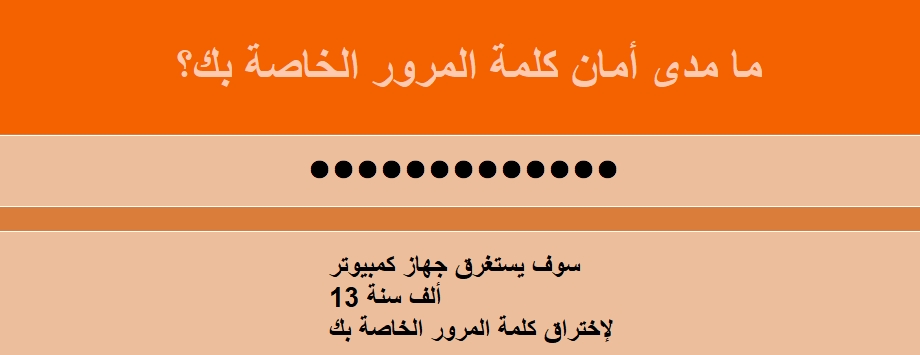 ما مدى أمان كلمة المرور الخاصة بك؟
●●●●●●●●●●●●●
سوف يستغرق جهاز كمبيوتر
13 ألف سنة
لإختراق كلمة المرور الخاصة بك